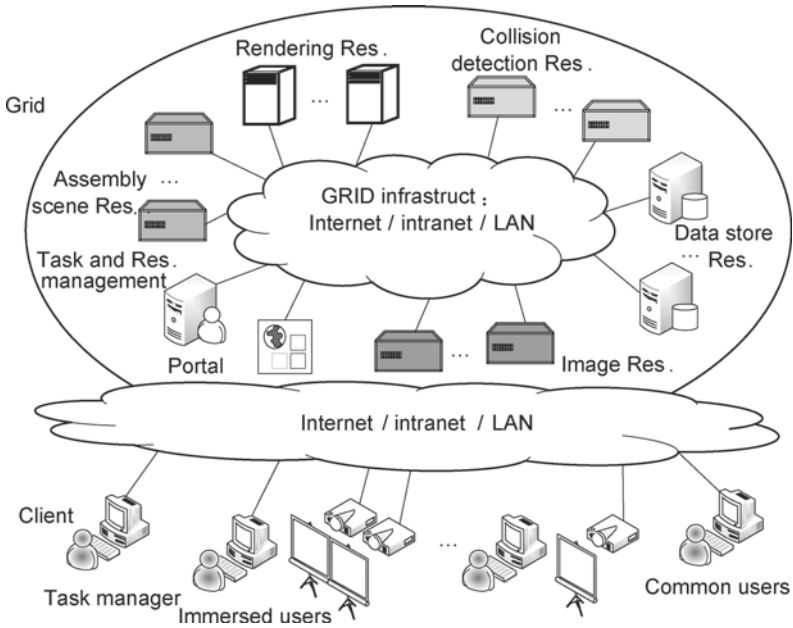 Rendering Res.
...
Collision
detection Res.
...
Grid
Assembly ...
scene Res.
GRID infrastruct:
Internet / intranet / LAN
Data store
... Res.
Task and Res.
management
Portal
...
Image Res.
Internet / intranet / LAN
Client
...
Task manager
Immersed users
Common users